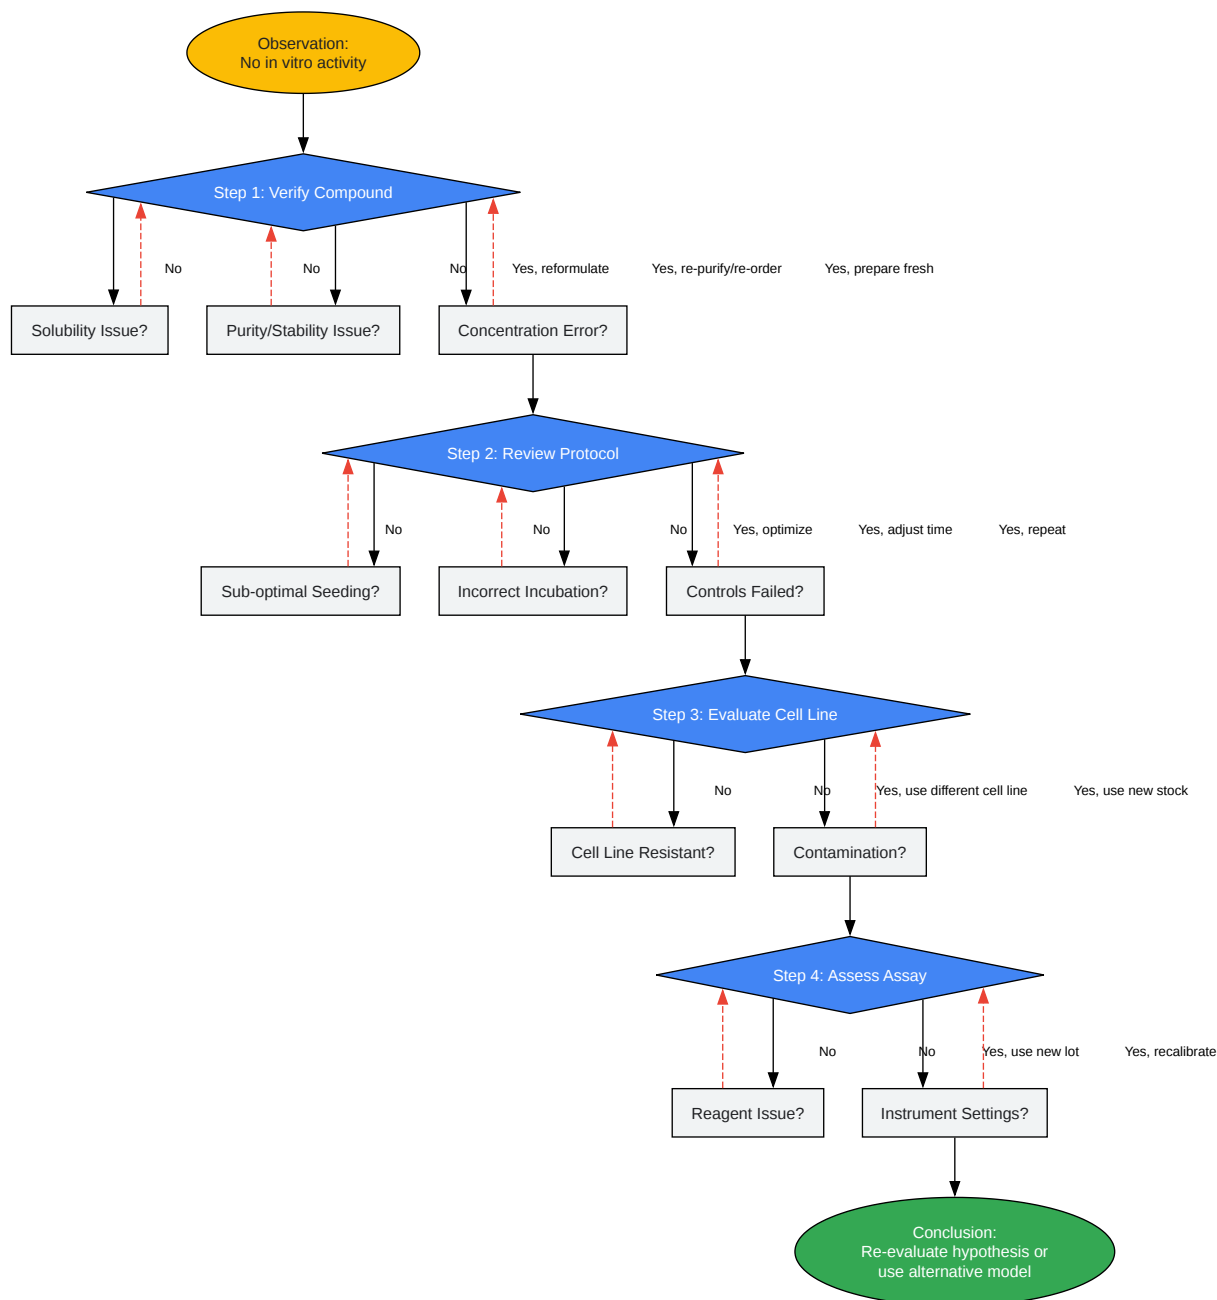 Observation:
No in vitro activity
Step 1: Verify Compound
No
No
No
Yes, reformulate
Yes, re-purify/re-order
Yes, prepare fresh
Solubility Issue?
Purity/Stability Issue?
Concentration Error?
Step 2: Review Protocol
No
No
No
Yes, optimize
Yes, adjust time
Yes, repeat
Sub-optimal Seeding?
Incorrect Incubation?
Controls Failed?
Step 3: Evaluate Cell Line
No
No
Yes, use different cell line
Yes, use new stock
Cell Line Resistant?
Contamination?
Step 4: Assess Assay
No
No
Yes, use new lot
Yes, recalibrate
Reagent Issue?
Instrument Settings?
Conclusion:
Re-evaluate hypothesis or
use alternative model